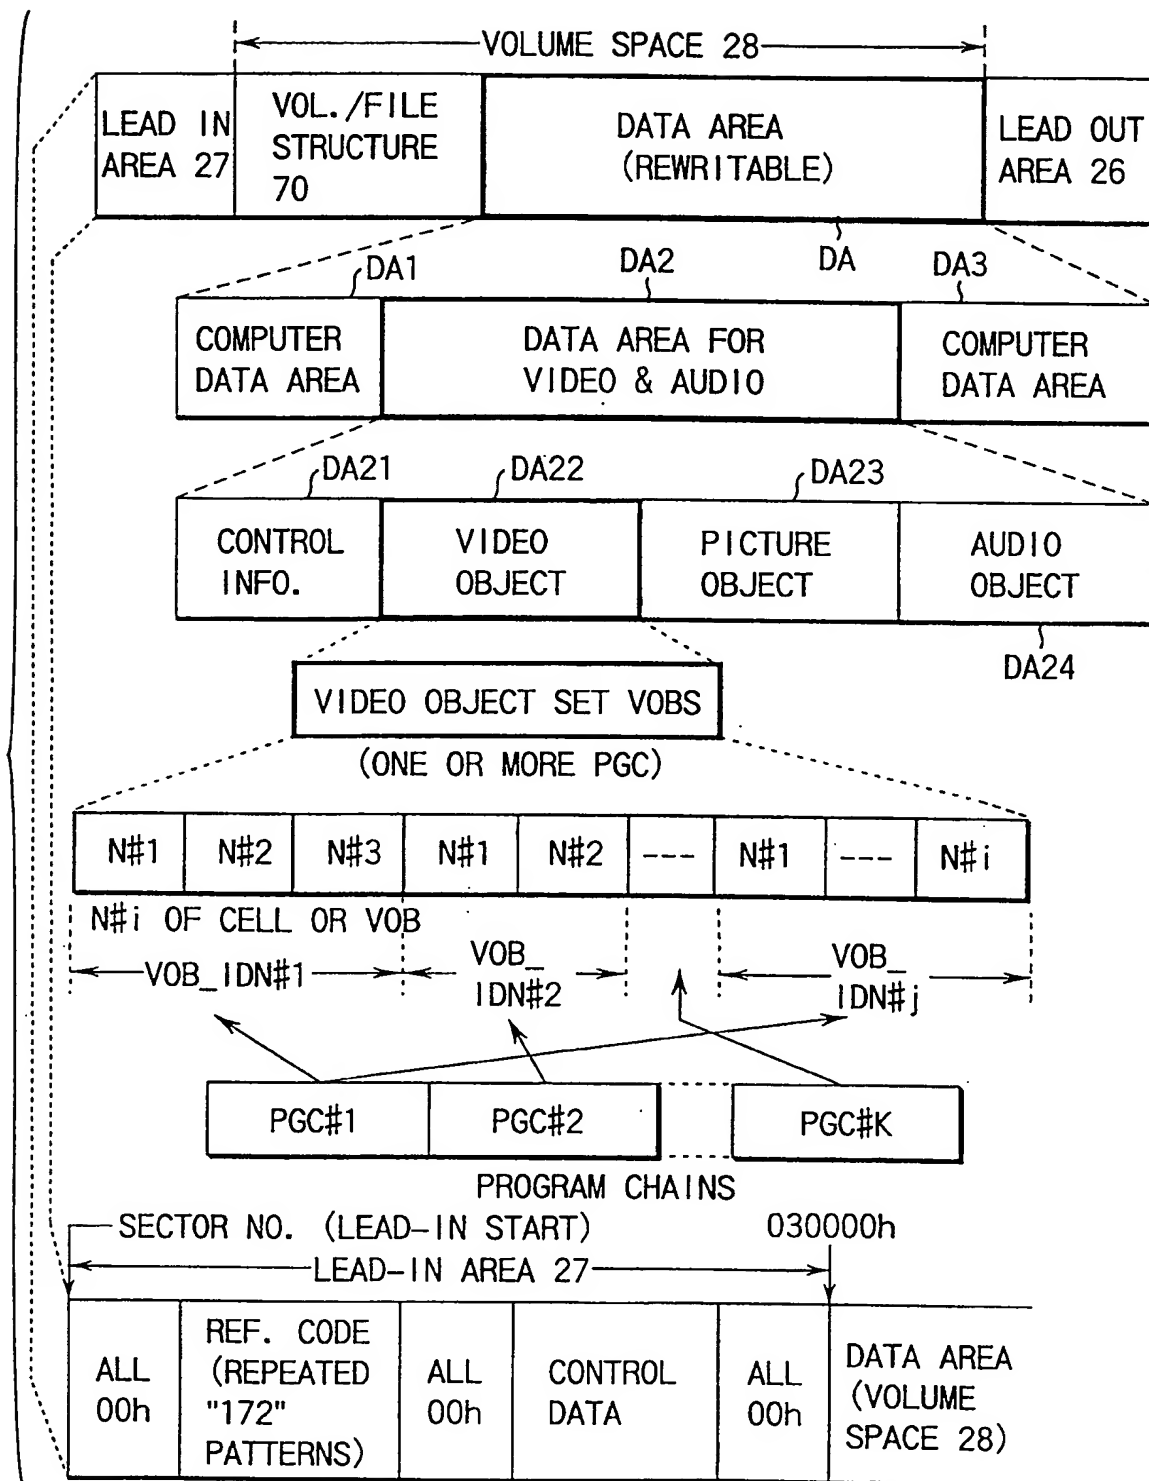 VOLUME SPACE 28
LEAD IN
AREA 27
VOL./FILE
STRUCTURE
70
DATA AREA
(REWRITABLE)
LEAD OUT
AREA 26
DA1
DA2
DA
DA3
COMPUTER
DATA AREA
DATA AREA FOR
VIDEO & AUDIO
COMPUTER
DATA AREA
DA21
DA22
DA23
CONTROL
INFO.
VIDEO
OBJECT
PICTURE
OBJECT
AUDIO
OBJECT
DA24
VIDEO OBJECT SET VOBS
(ONE OR MORE PGC)
N#1 N#2 N#3 N#1 N#2 --- N#1 --- N#i
N#i OF CELL OR VOB
VOB_IDN#1
VOB_
IDN#2
VOB_
IDN#j
PGC#1 PGC#2 PGC#K
PROGRAM CHAINS
SECTOR NO. (LEAD-IN START)
030000h
LEAD-IN AREA 27
ALL
00h
REF. CODE
(REPEATED
"172"
PATTERNS)
ALL
00h
CONTROL
DATA
ALL
00h
DATA AREA
(VOLUME
SPACE 28)